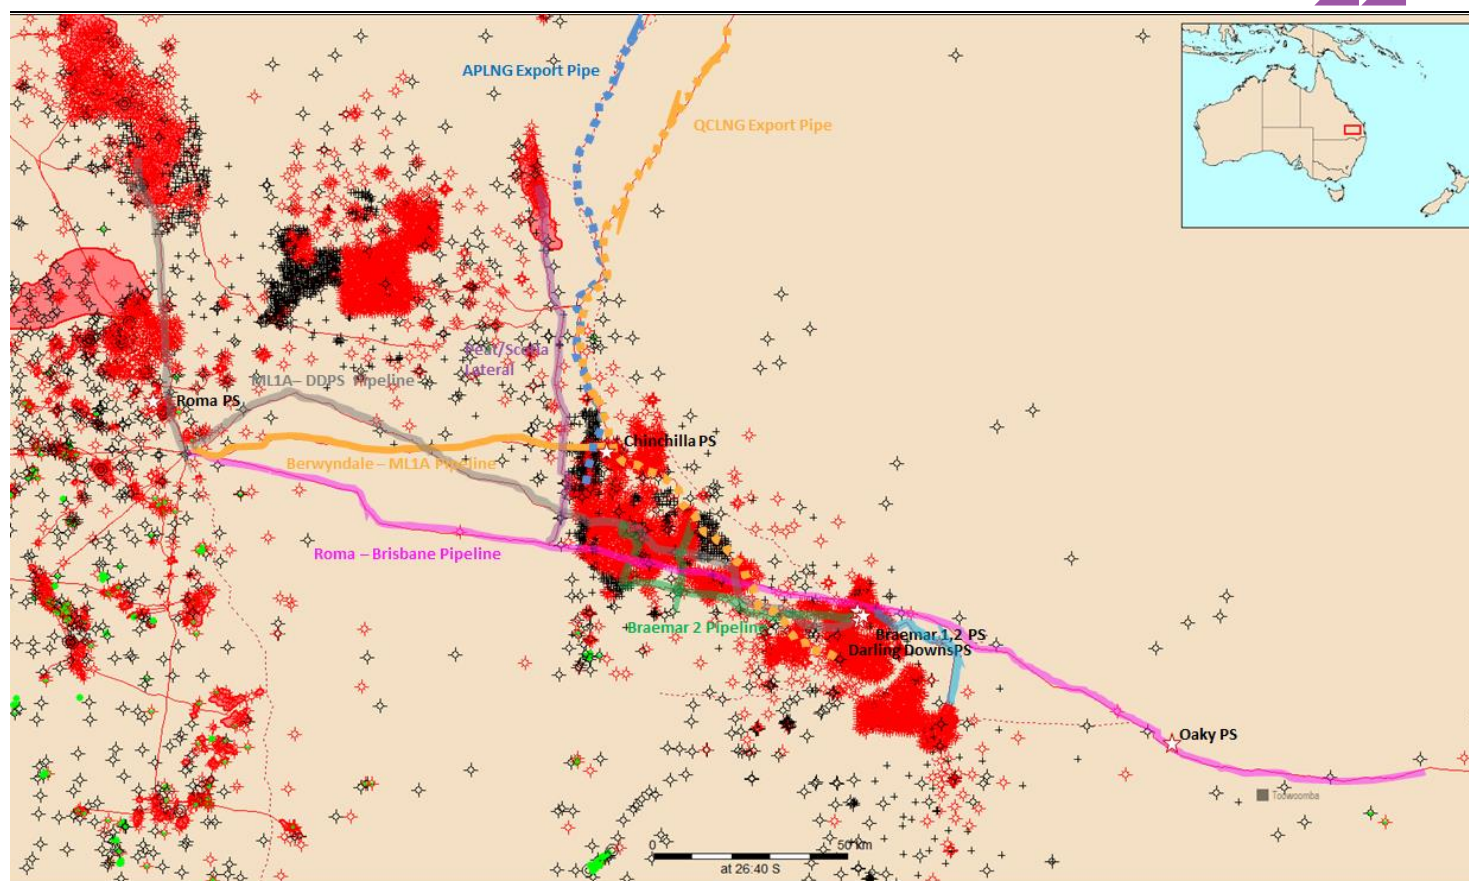 APLNG Export Pipe
QCLNG Export Pipe
Peat/Scotia
Lateral
ML1A – DDPS Pipeline
Roma PS
Chinchilla PS
Berwyndale – ML1A Pipeline
Roma – Brisbane Pipeline
Braemar 2 Pipeline
Braemar 1,2 PS
Darling Downs PS
Oaky PS
Toowoomba
0
50 km
at 26:40 S